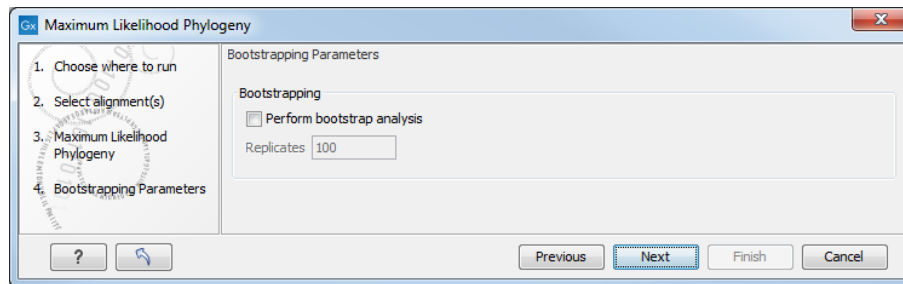 Gx Maximum Likelihood Phylogeny
X
1. Choose where to run
2. Select alignment(s)
3. Maximum Likelihood
Phylogeny
4. Bootstrapping Parameters
Bootstrapping Parameters
Bootstrapping
Perform bootstrap analysis
Replicates 100
? Previous Next Finish Cancel